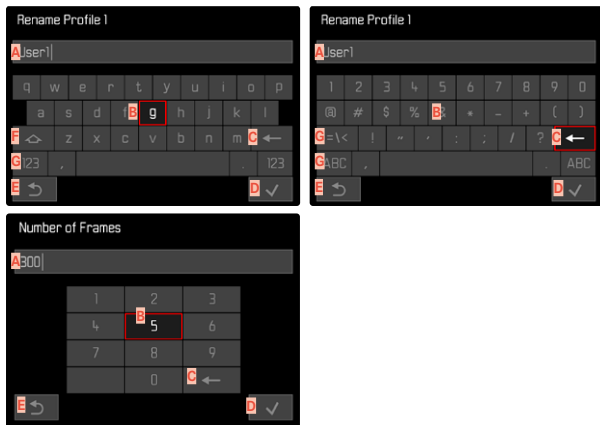 Rename Profile 1
A User1
q w e r t y u i o p
a s d f B g h j k l
F z x c v b n m C ←
G 123 , . 123
E D ✓
Rename Profile 1
A User1
1 2 3 4 5 6 7 8 9 0
@ # $ % B & * - + ( )
G =\< ! ~ ' : ; / ? C ←
G ABC , . ABC
E D ✓
Number of Frames
A 300
1 2 3
4 B 5 6
7 8 9
0 C ←
E D ✓